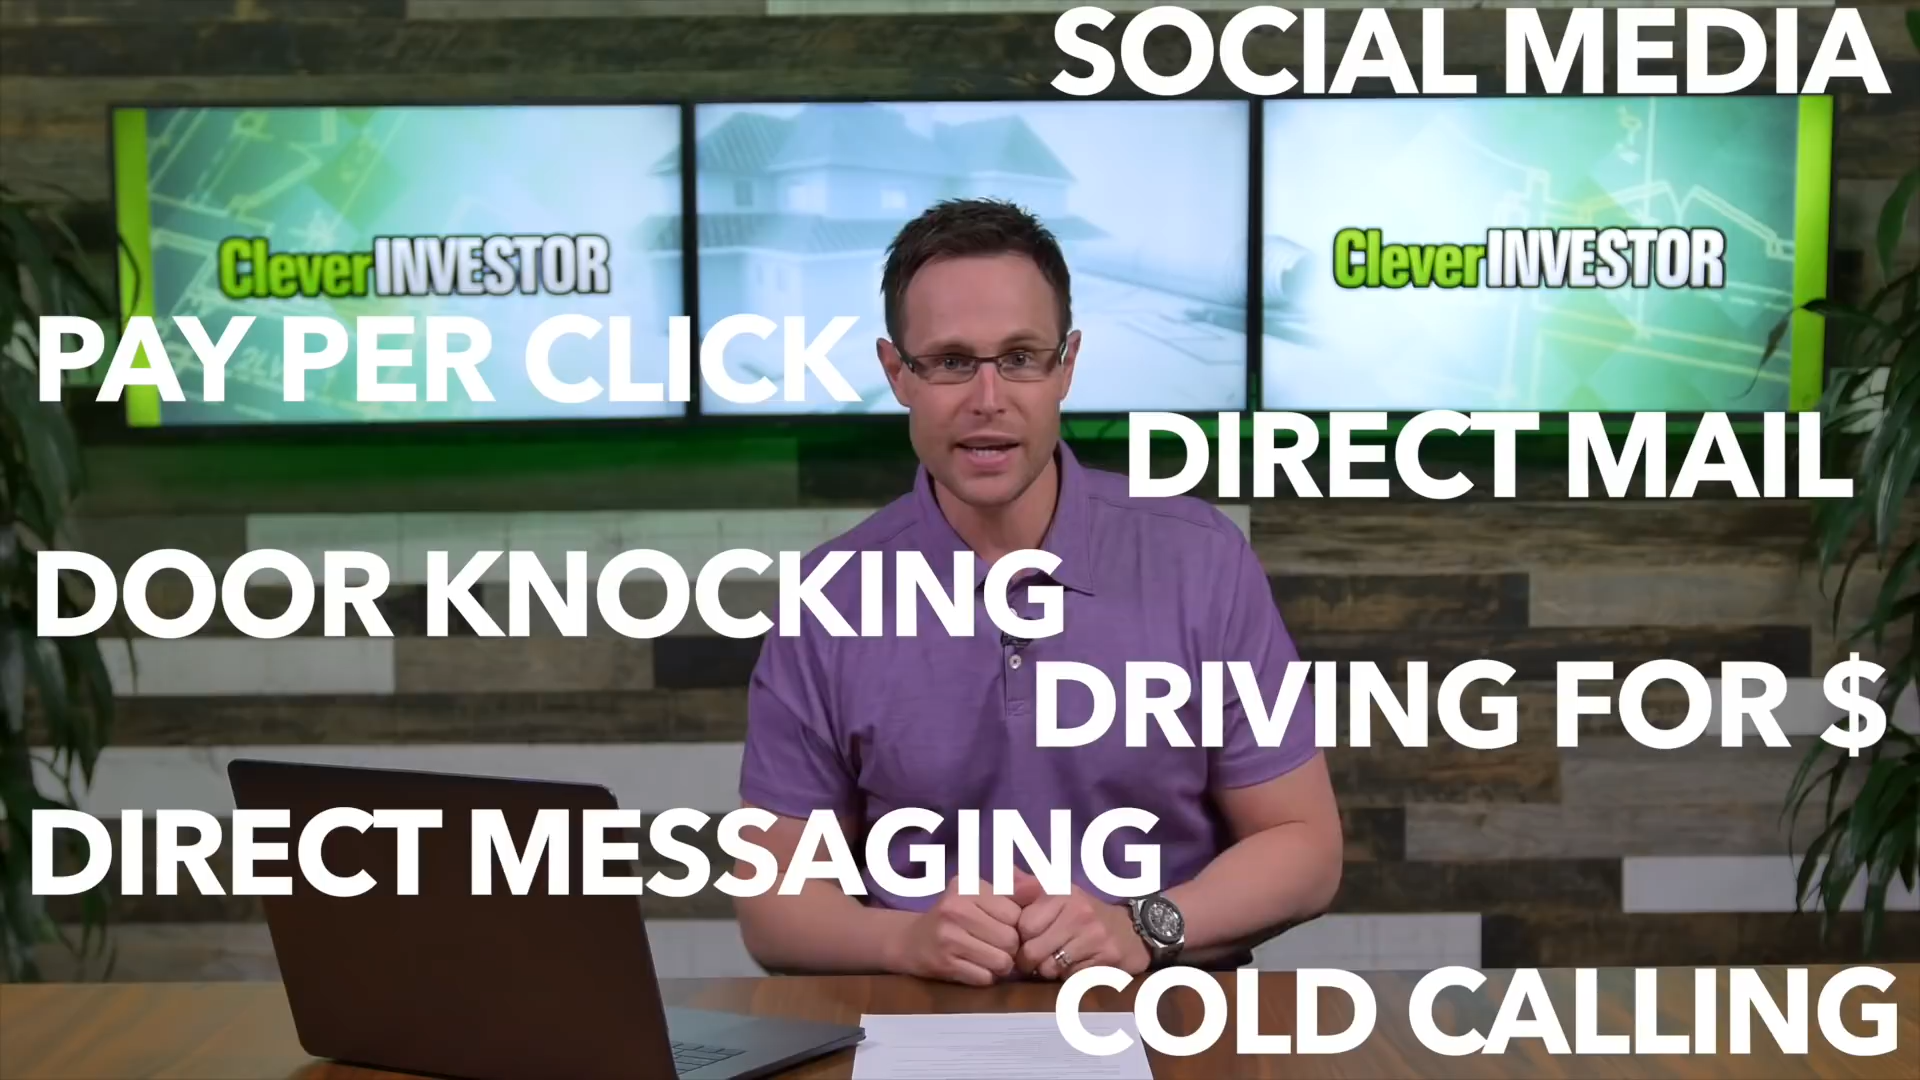 SOCIAL MEDIA
CleverINVESTOR
CleverINVESTOR
PAY PER CLICK
DIRECT MAIL
DOOR KNOCKING
DRIVING FOR $
DIRECT MESSAGING
COLD CALLING